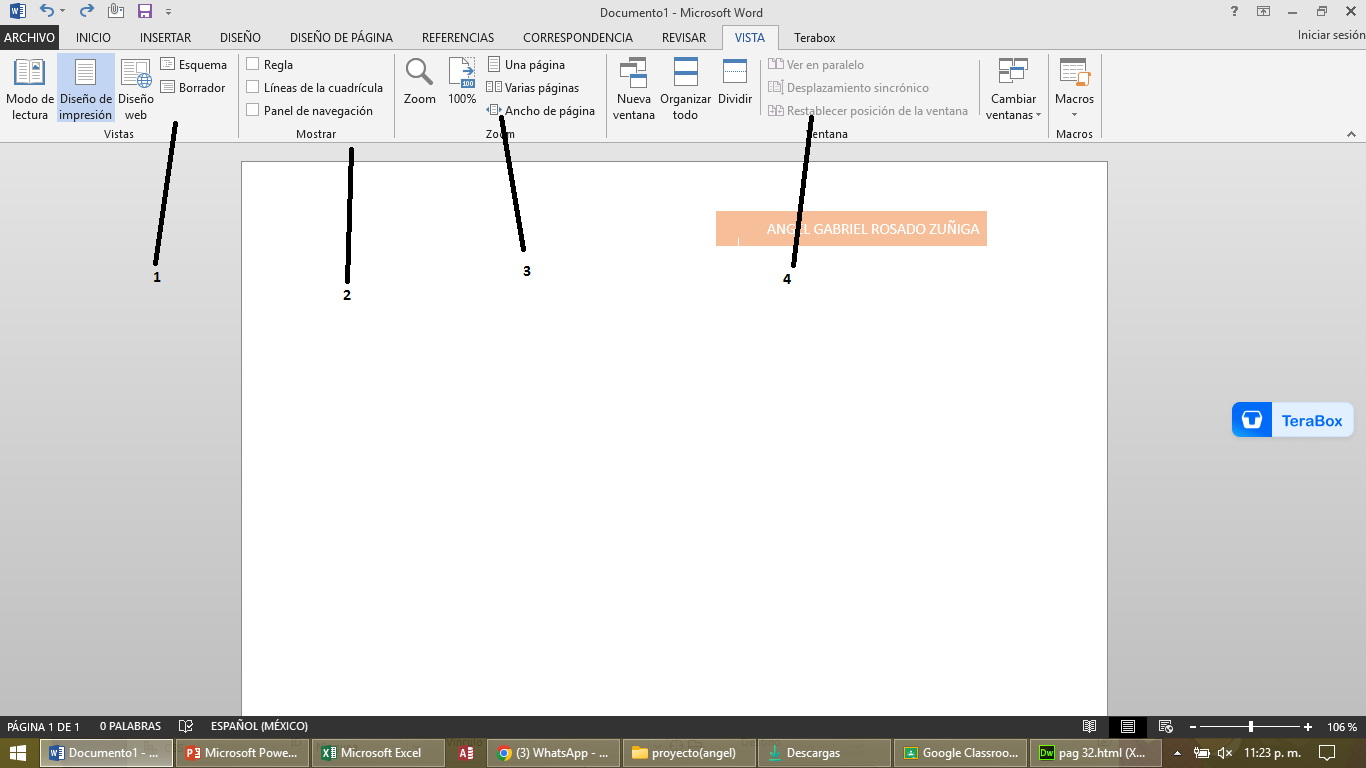 Documento1 - Microsoft Word
?
ARCHIVO INICIO INSERTAR DISEÑO DISEÑO DE PÁGINA REFERENCIAS CORRESPONDENCIA REVISAR VISTA Terabox Iniciar sesión
Modo de lectura
Diseño de impresión
Diseño web
Esquema
Borrador
Vistas
Regla
Líneas de la cuadrícula
Panel de navegación
Mostrar
Zoom
100
100%
Una página
Varias páginas
Ancho de página
Zoom
Nueva ventana
Organizar todo
Dividir
Ver en paralelo
Desplazamiento sincrónico
Restablecer posición de la ventana
Cambiar ventanas
Ventana
Macros
Macros
ANGEL GABRIEL ROSADO ZUÑIGA
1
2
3
4
TeraBox
PÁGINA 1 DE 1 0 PALABRAS ESPAÑOL (MÉXICO) 106 %
Documento1 - ... Microsoft Powe... Microsoft Excel (3) WhatsApp - ... proyecto(angel) Descargas Google Classroo... Dw pag 32.html (X... 11:23 p. m.